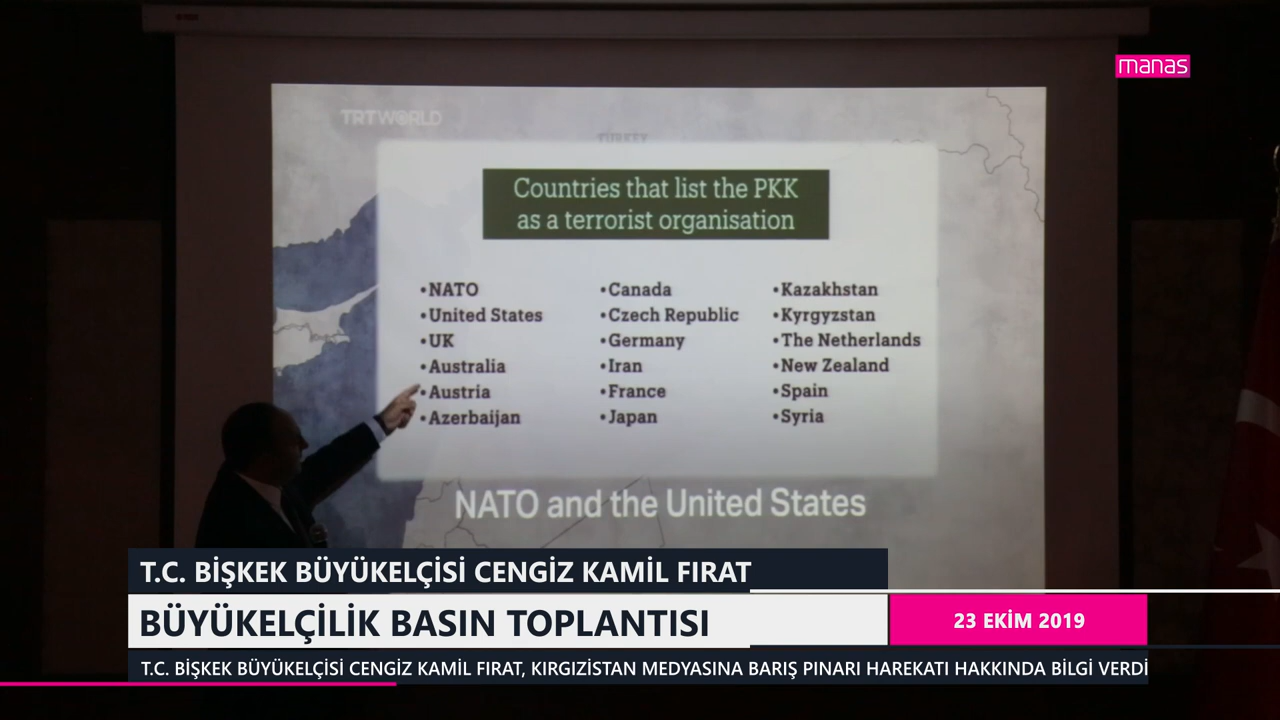 manas
TRT WORLD
TURKEY
Countries that list the PKK
as a terrorist organisation
•NATO
•United States
•UK
•Australia
•Austria
•Azerbaijan
•Canada
•Czech Republic
•Germany
•Iran
•France
•Japan
•Kazakhstan
•Kyrgyzstan
•The Netherlands
•New Zealand
•Spain
•Syria
NATO and the United States
T.C. BİŞKEK BÜYÜKELÇİSİ CENGİZ KAMİL FIRAT
BÜYÜKELÇİLİK BASIN TOPLANTISI
23 EKİM 2019
T.C. BİŞKEK BÜYÜKELÇİSİ CENGİZ KAMİL FIRAT, KIRGIZİSTAN MEDYASINA BARIŞ PINARI HAREKATI HAKKINDA BİLGİ VERDİ